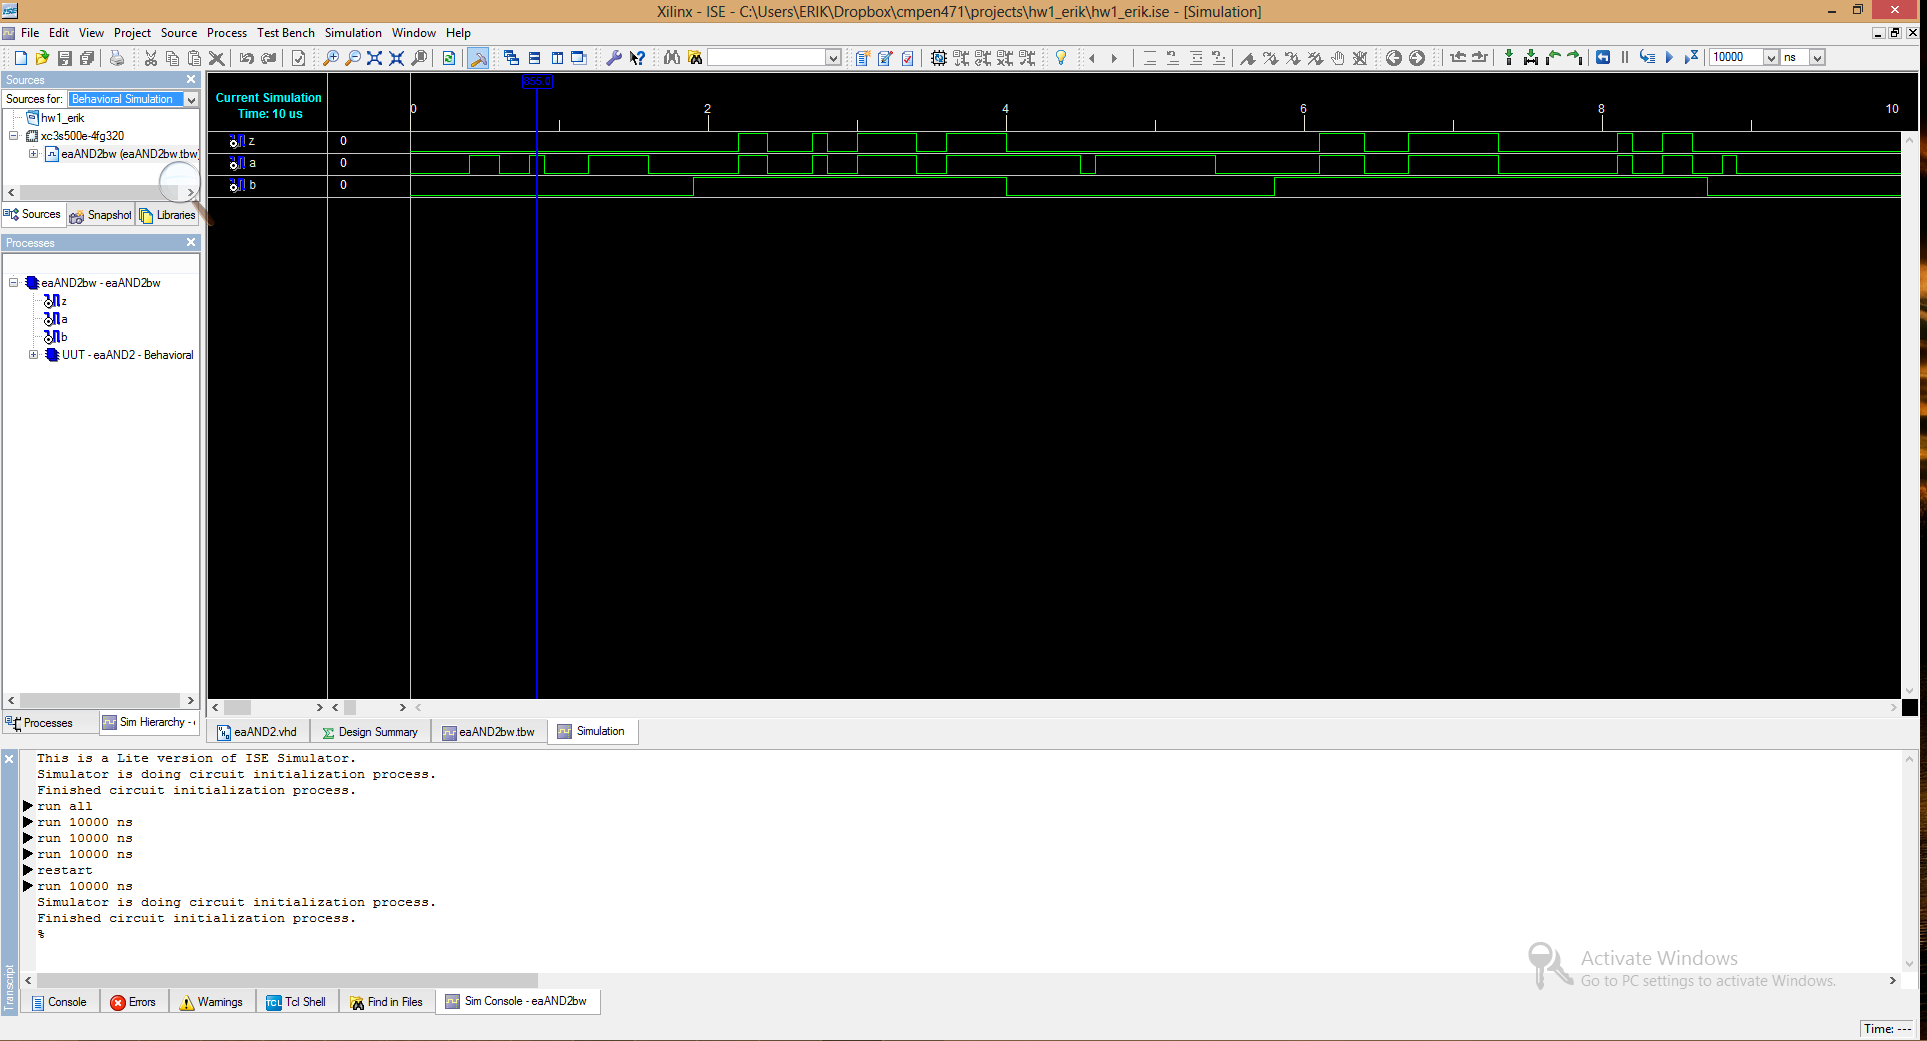 Xilinx - ISE - C:\Users\ERIK\Dropbox\cmpen471\projects\hw1_erik\hw1_erik.ise - [Simulation]
File Edit View Project Source Process Test Bench Simulation Window Help
10000 ns
Sources
Sources for: Behavioral Simulation
hw1_erik
xc3s500e-4fg320
eaAND2bw (eaAND2bw.tbw)
Sources Snapshot Libraries
Processes
eaAND2bw - eaAND2bw
z
a
b
UUT - eaAND2 - Behavioral
Processes Sim Hierarchy -
Current Simulation
Time: 10 us
855.0
0 2 4 6 8 10
z 0
a 0
b 0
eaAND2.vhd Design Summary eaAND2bw.tbw Simulation
This is a Lite version of ISE Simulator.
Simulator is doing circuit initialization process.
Finished circuit initialization process.
run all
run 10000 ns
run 10000 ns
run 10000 ns
restart
run 10000 ns
Simulator is doing circuit initialization process.
Finished circuit initialization process.
%
Transcript
Activate Windows
Go to PC settings to activate Windows.
Console Errors Warnings Tcl Shell Find in Files Sim Console - eaAND2bw
Time: ---